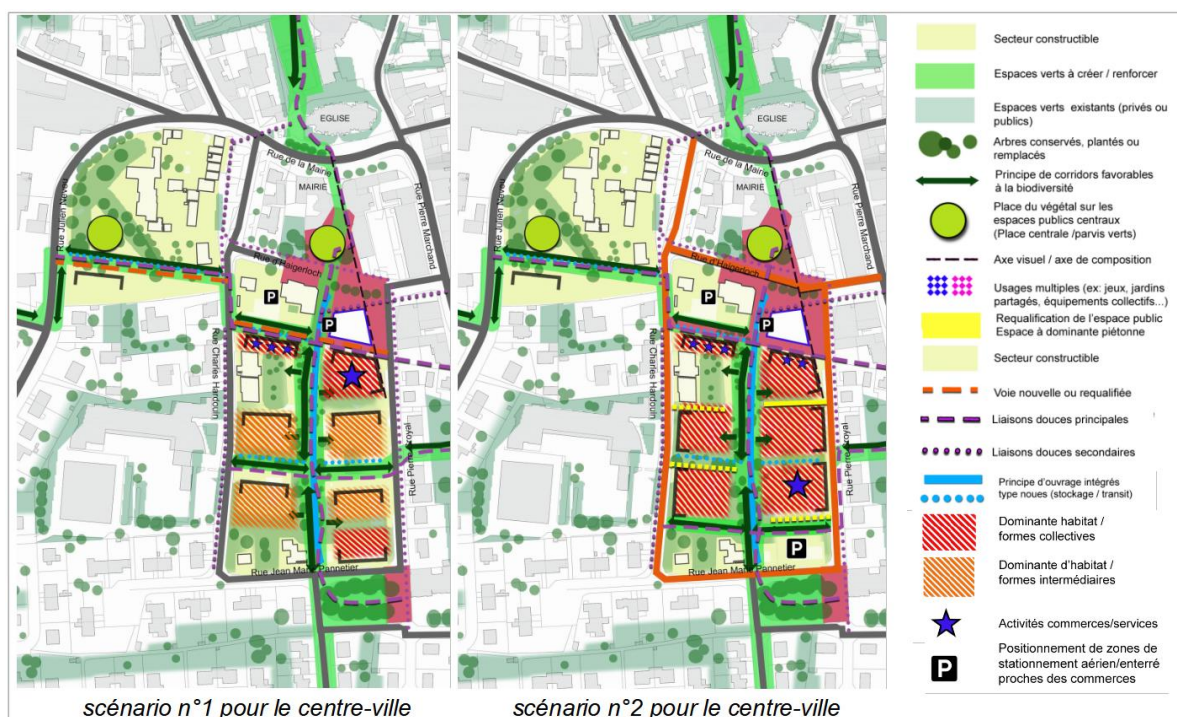 EGLISE
Rue de la Mairie
MAIRIE
Rue Julien Neveu
Rue Pierre Marchand
Rue d'Haigerloch
P
P
Rue Charles Hardouin
Rue Jean Marie Pannetier
scénario n°1 pour le centre-ville
EGLISE
Rue de la Mairie
MAIRIE
Rue Julien Neveu
Rue Pierre Marchand
Rue d'Haigerloch
P
P
Rue Charles Hardouin
P
Rue Jean Marie Pannetier
scénario n°2 pour le centre-ville
Secteur constructible
Espaces verts à créer / renforcer
Espaces verts existants (privés ou
publics)
Arbres conservés, plantés ou
remplacés
Principe de corridors favorables
à la biodiversité
Place du végétal sur les
espaces publics centraux
(Place centrale /parvis verts)
Axe visuel / axe de composition
Usages multiples (ex: jeux, jardins
partagés, équipements collectifs...)
Requalification de l'espace public
Espace à dominante piétonne
Secteur constructible
Voie nouvelle ou requalifiée
Liaisons douces principales
Liaisons douces secondaires
Principe d'ouvrage intégrés
type noues (stockage / transit)
Dominante habitat /
formes collectives
Dominante d'habitat /
formes intermédiaires
Activités commerces/services
Positionnement de zones de
stationnement aérien/enterré
proches des commerces
P